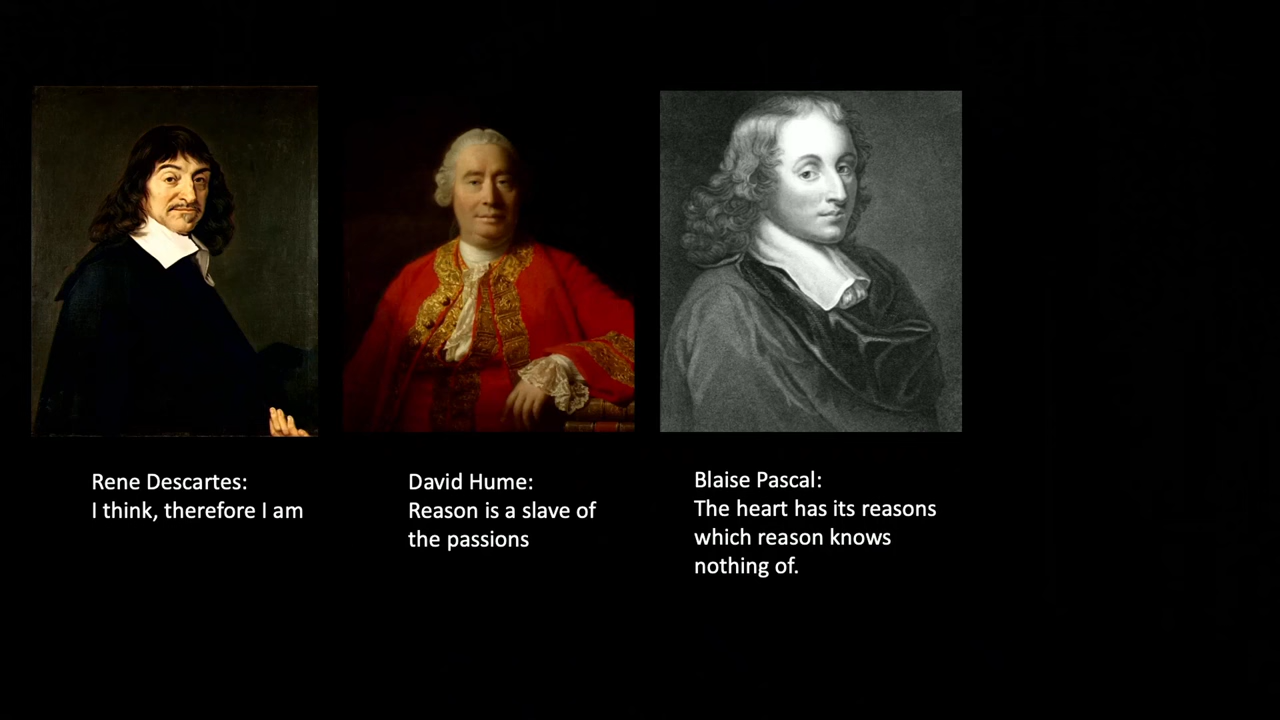 Rene Descartes:
I think, therefore I am
David Hume:
Reason is a slave of
the passions
Blaise Pascal:
The heart has its reasons
which reason knows
nothing of.